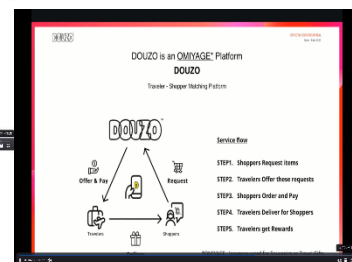 DOUZO
DOUZO is an OMIYAGE* Platform
DOUZO
Traveler - Shopper Matching Platform
DOUZO
Service flow
STEP1. Shoppers Request items
Offer & Pay
Request
STEP2. Travelers Offer those requests
STEP3. Shoppers Order and Pay
STEP4. Travelers Deliver for Shoppers
Travelers
Shoppers
STEP5. Travelers get Rewards